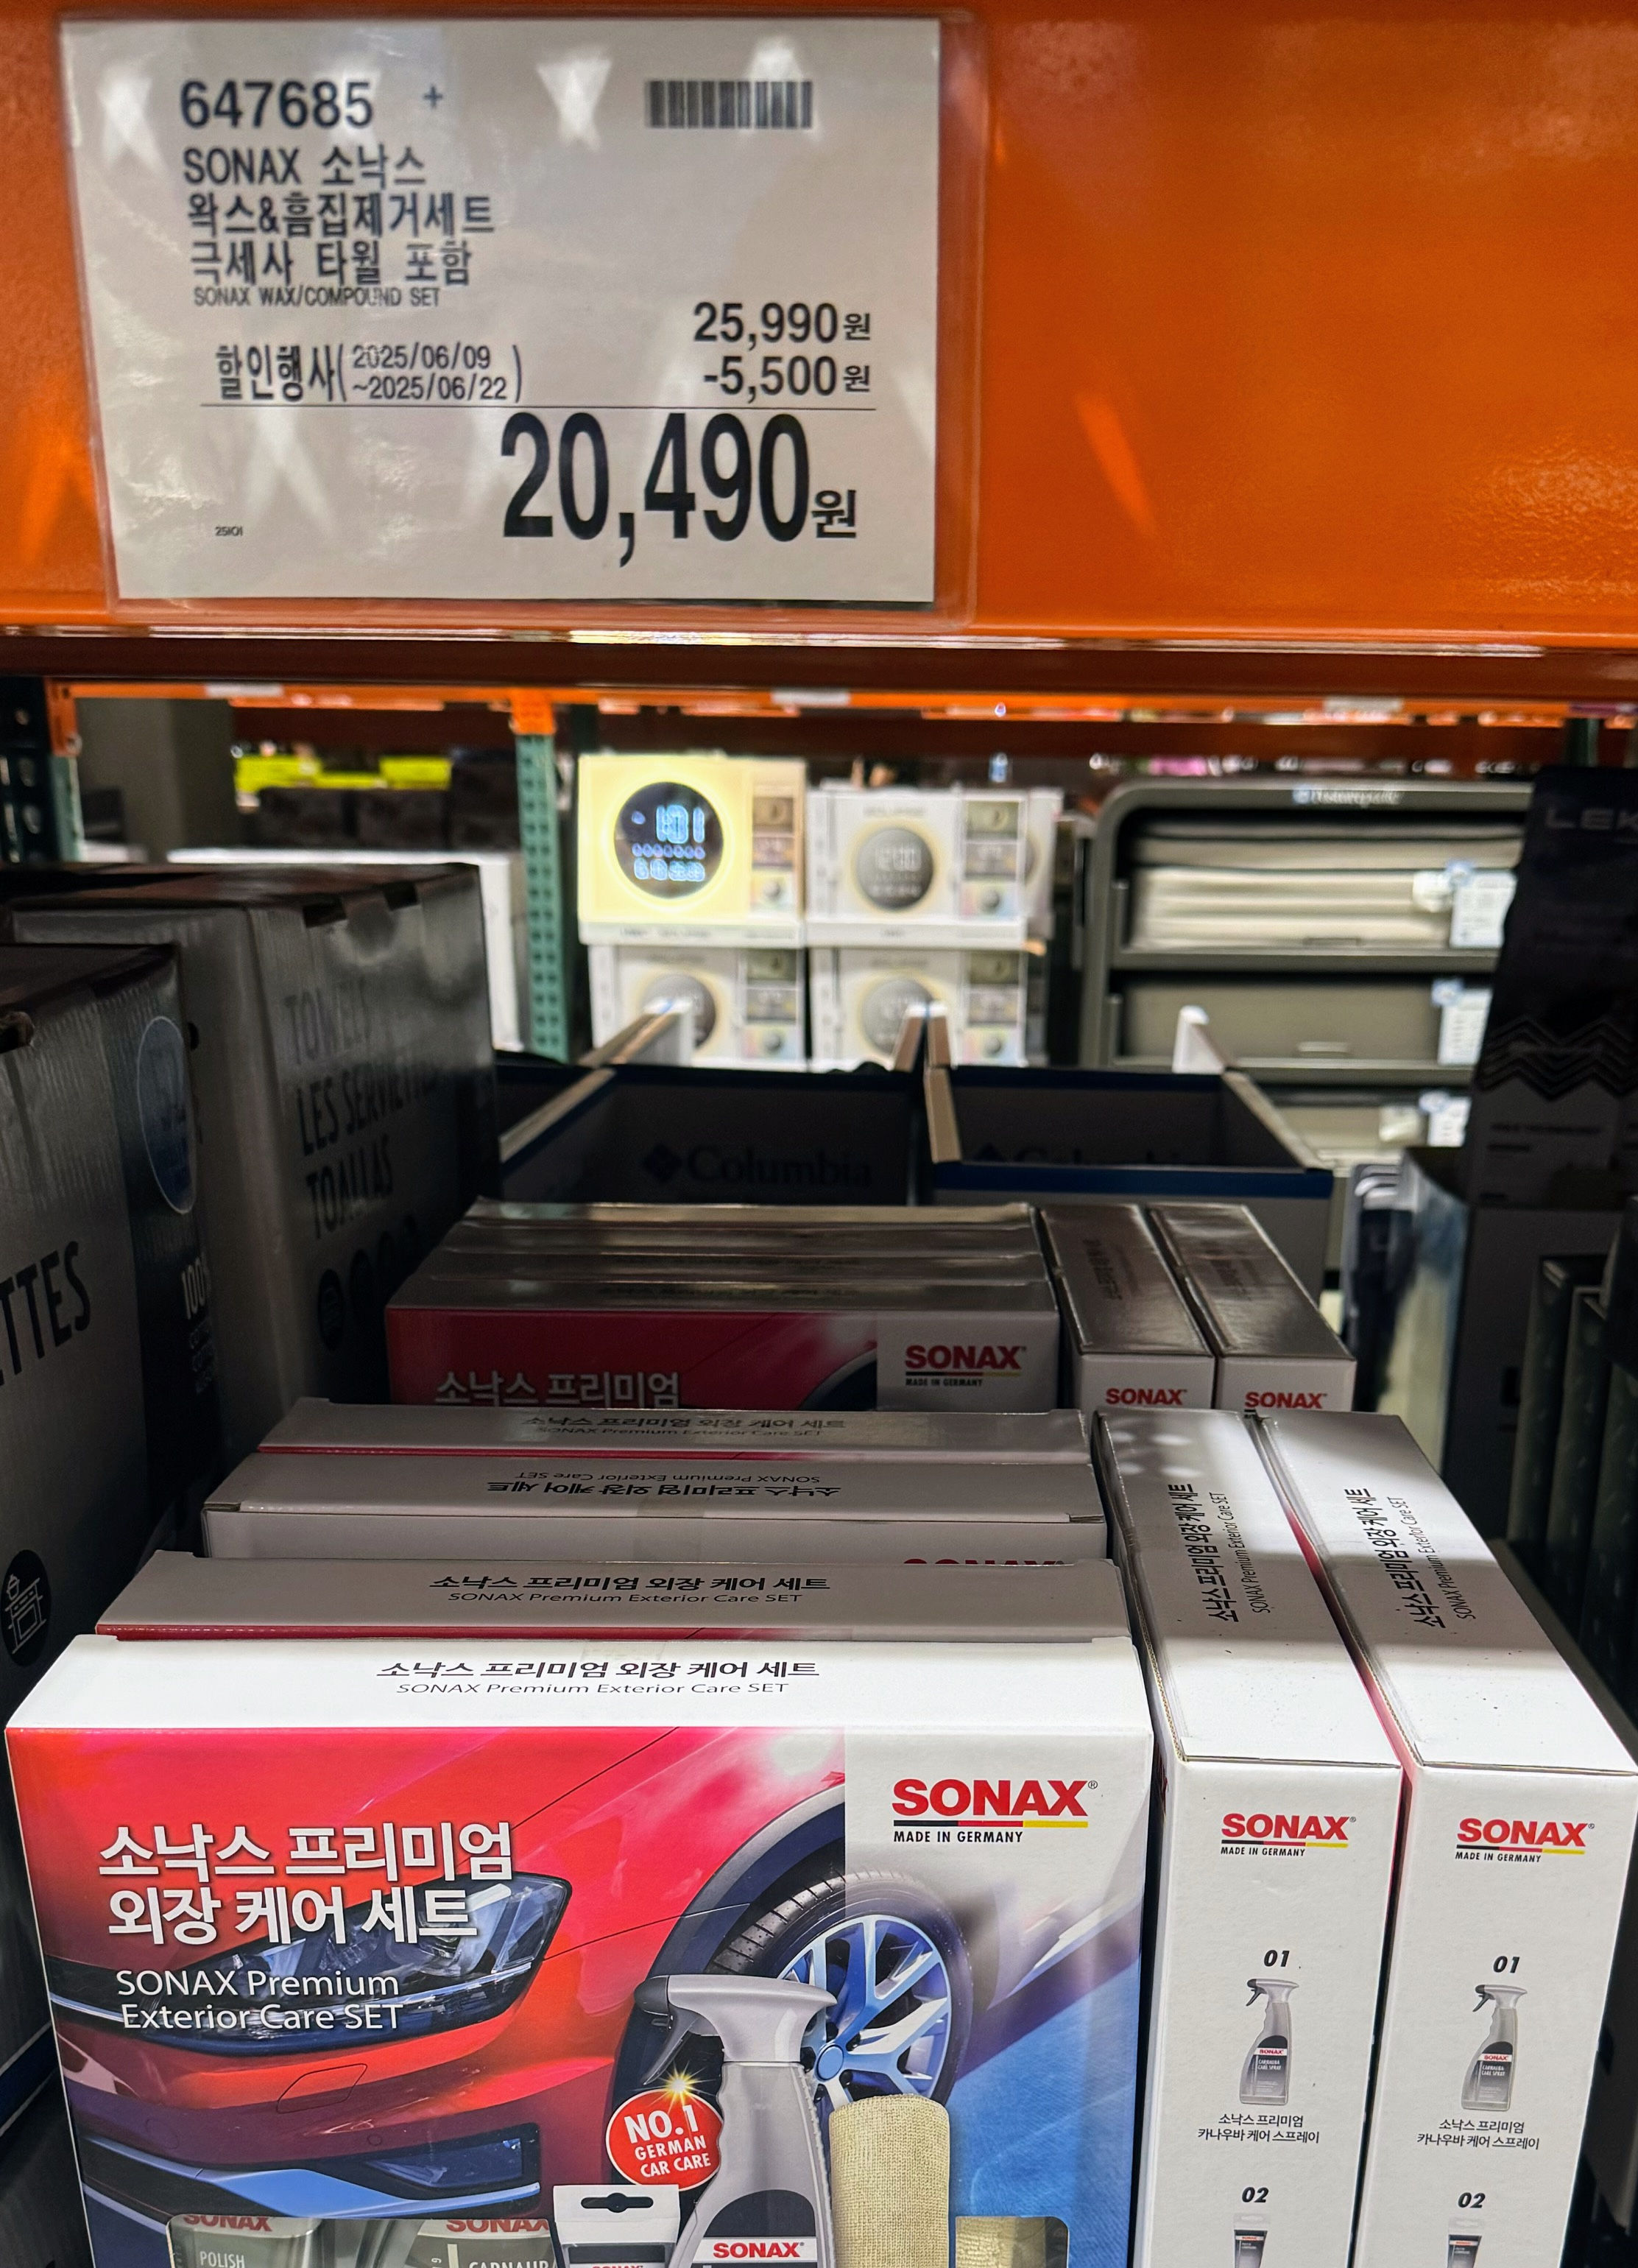 647685 +
SONAX 소낙스
왁스&흠집제거세트
극세사 타월 포함
SONAX WAX/COMPOUND SET
25,990원
할인행사( 2025/06/09
~2025/06/22 )
-5,500원
20,490원
25101
TOWELS
LES SERVIETTES
TOALLAS
TTES
100%
Columbia
Columbia
소낙스 프리미엄
SONAX
MADE IN GERMANY
SONAX
SONAX
소낙스 프리미엄 외장 케어 세트
SONAX Premium Exterior Care SET
소낙스 프리미엄 외장 케어 세트
SONAX Premium Exterior Care SET
SONAX
소낙스 프리미엄 외장 케어 세트
SONAX Premium Exterior Care SET
소낙스 프리미엄 외장 케어 세트
SONAX Premium Exterior Care SET
소낙스 프리미엄 외장 케어 세트
SONAX Premium Exterior Care SET
소낙스 프리미엄 외장 케어 세트
SONAX Premium Exterior Care SET
소낙스 프리미엄
외장 케어 세트
SONAX Premium
Exterior Care SET
SONAX®
MADE IN GERMANY
NO.1
GERMAN
CAR CARE
SONAX
POLISH
SONAX
SONAX
SONAX
SONAX®
MADE IN GERMANY
01
SONAX
CARNAUBA
CARE SPRAY
소낙스 프리미엄
카나우바 케어 스프레이
02
SONAX®
MADE IN GERMANY
01
SONAX
CARNAUBA
CARE SPRAY
소낙스 프리미엄
카나우바 케어 스프레이
02